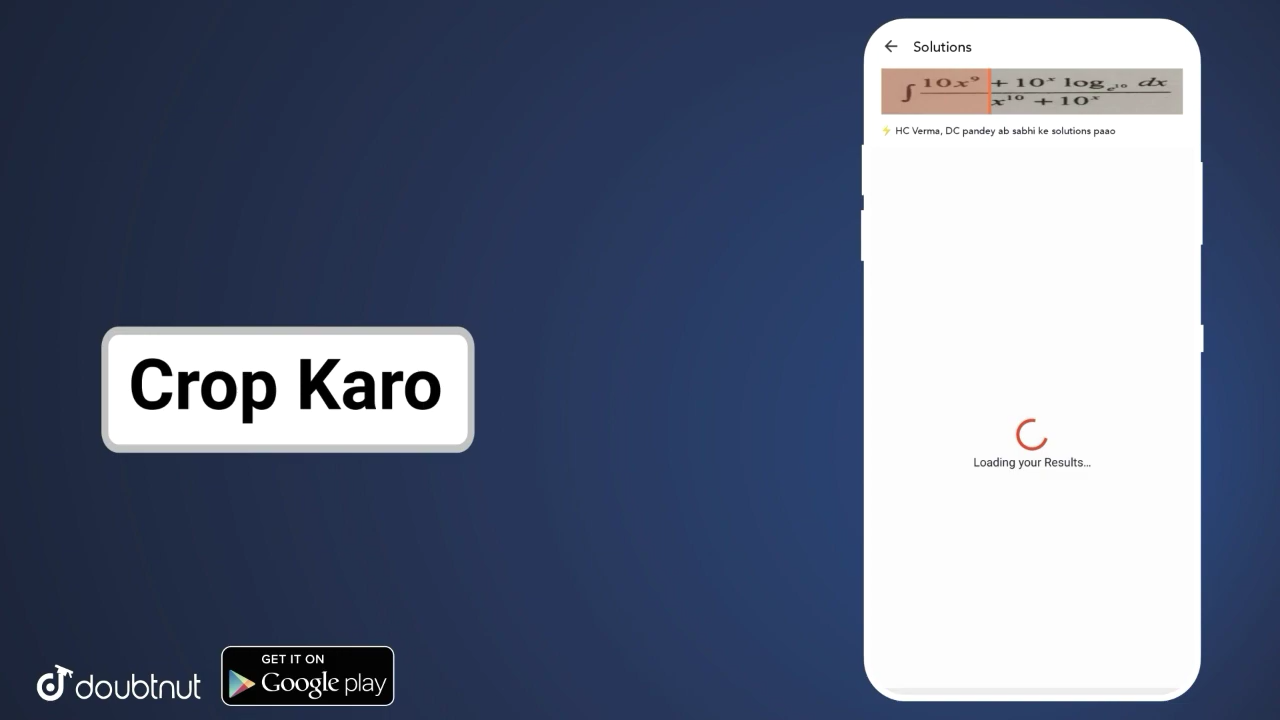 Solutions
∫ 10x⁹ + 10ˣ logₑ10 dx
x¹⁰ + 10ˣ
⚡ HC Verma, DC pandey ab sabhi ke solutions paao
Crop Karo
Loading your Results...
doubtnut
GET IT ON
Google play